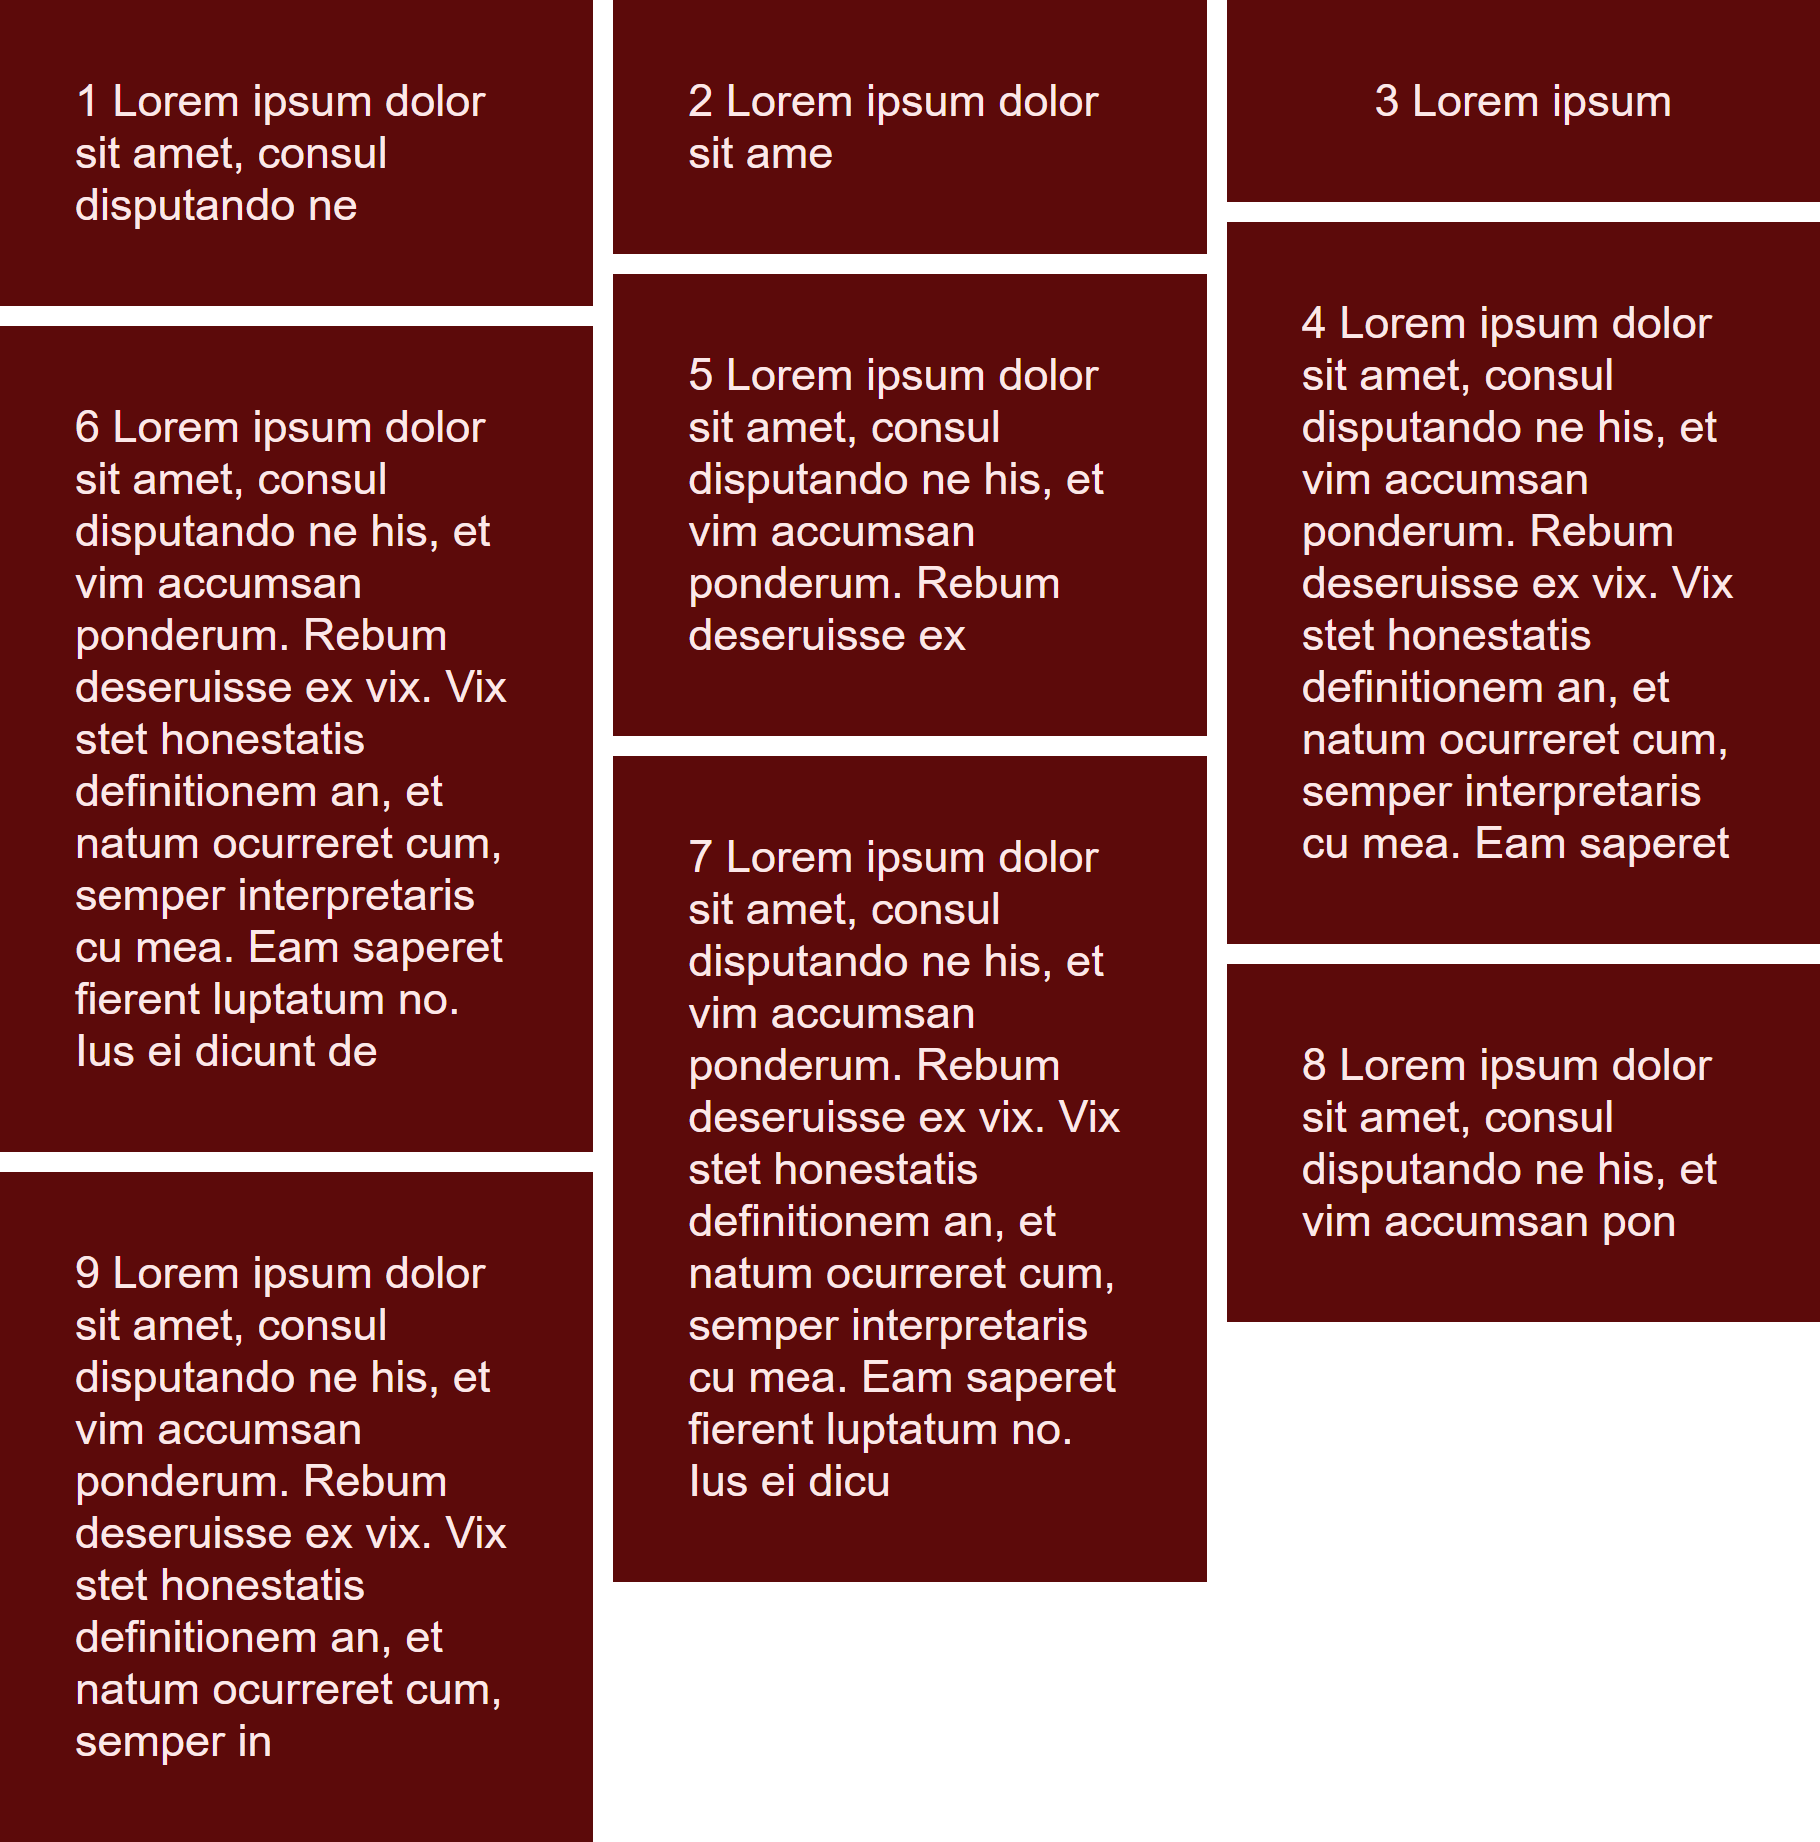 1 Lorem ipsum dolor
sit amet, consul
disputando ne
2 Lorem ipsum dolor
sit ame
3 Lorem ipsum
4 Lorem ipsum dolor
sit amet, consul
disputando ne his, et
vim accumsan
ponderum. Rebum
deseruisse ex vix. Vix
stet honestatis
definitionem an, et
natum ocurreret cum,
semper interpretaris
cu mea. Eam saperet
5 Lorem ipsum dolor
sit amet, consul
disputando ne his, et
vim accumsan
ponderum. Rebum
deseruisse ex
6 Lorem ipsum dolor
sit amet, consul
disputando ne his, et
vim accumsan
ponderum. Rebum
deseruisse ex vix. Vix
stet honestatis
definitionem an, et
natum ocurreret cum,
semper interpretaris
cu mea. Eam saperet
fierent luptatum no.
Ius ei dicunt de
7 Lorem ipsum dolor
sit amet, consul
disputando ne his, et
vim accumsan
ponderum. Rebum
deseruisse ex vix. Vix
stet honestatis
definitionem an, et
natum ocurreret cum,
semper interpretaris
cu mea. Eam saperet
fierent luptatum no.
Ius ei dicu
8 Lorem ipsum dolor
sit amet, consul
disputando ne his, et
vim accumsan pon
9 Lorem ipsum dolor
sit amet, consul
disputando ne his, et
vim accumsan
ponderum. Rebum
deseruisse ex vix. Vix
stet honestatis
definitionem an, et
natum ocurreret cum,
semper in